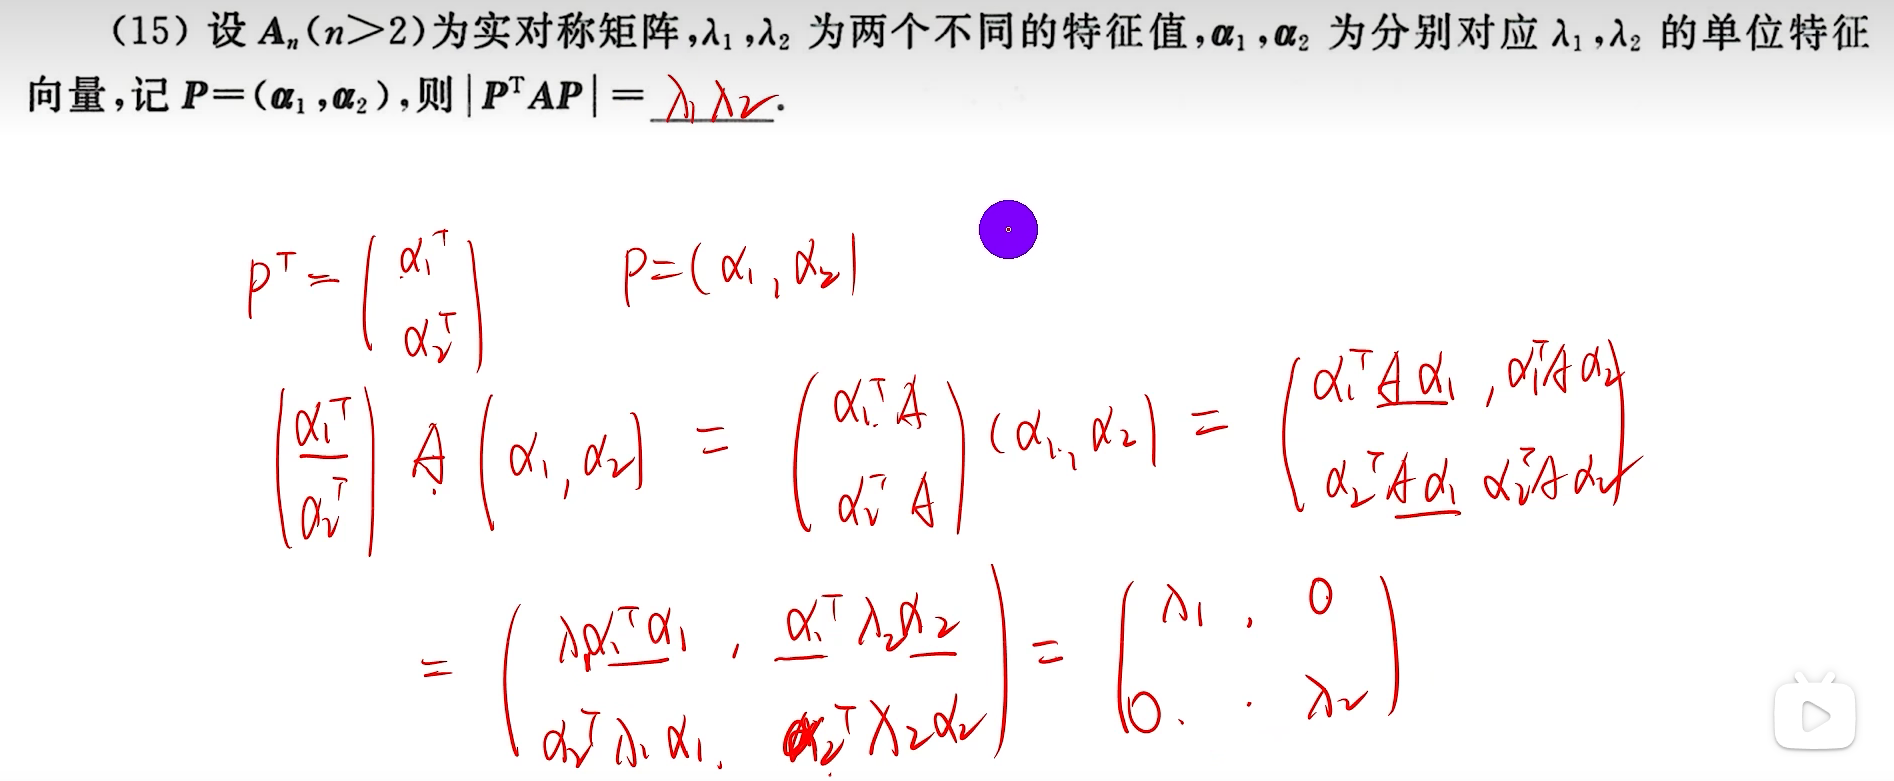 (15) 设 Aₙ(n>2)为实对称矩阵,λ₁,λ₂ 为两个不同的特征值,α₁,α₂ 为分别对应 λ₁,λ₂ 的单位特征
向量,记 P=(α₁,α₂),则|PᵀAP|= λ₁λ₂.
Pᵀ=(α₁ᵀ
α₂ᵀ) P=(α₁,α₂)
(α₁ᵀ
α₂ᵀ) A (α₁,α₂) = (α₁ᵀA
α₂ᵀA) (α₁,α₂) = (α₁ᵀAα₁, α₁ᵀAα₂
α₂ᵀAα₁ α₂ᵀAα₂)
= (λ₁α₁ᵀα₁, α₁ᵀλ₂α₂
α₂ᵀλ₁α₁. α₂ᵀλ₂α₂) = (λ₁, 0
0. . λ₂)